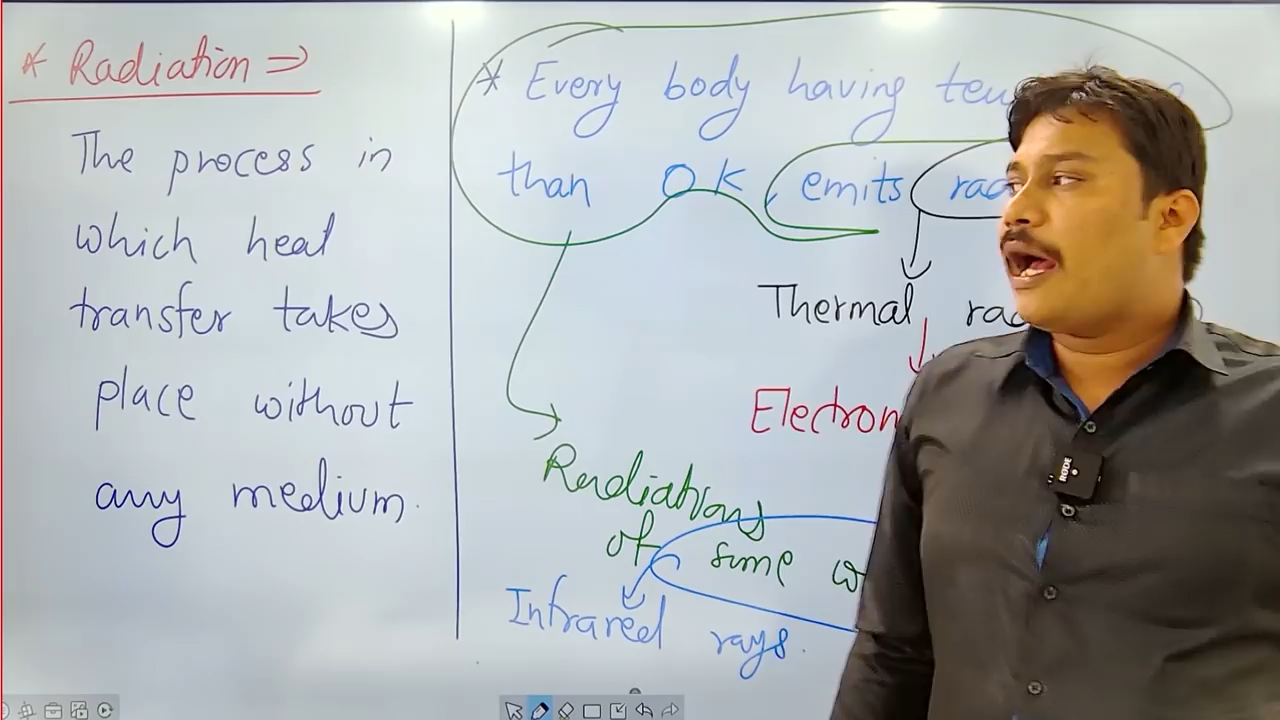 * Radiation ⇒
The process in
which heat
transfer takes
place without
any medium.
* Every body having
than 0 K emits
Thermal
Radiations
of some
Infrared rays.
RODE